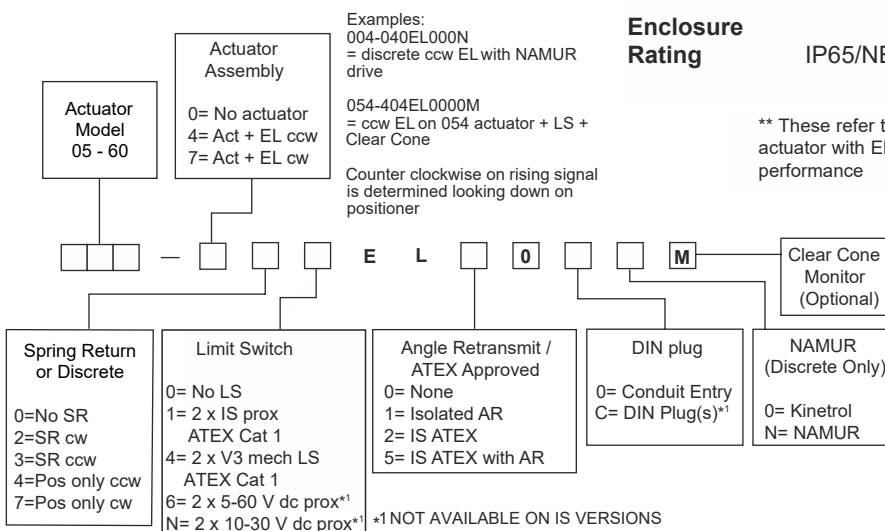 Examples:
004-040EL000N
= discrete ccw EL with NAMUR
drive
054-404EL0000M
= ccw EL on 054 actuator + LS +
Clear Cone
Counter clockwise on rising signal
is determined looking down on
positioner
Enclosure
Rating
IP65/NE
** These refer t
actuator with El
performance
Actuator
Model
05 - 60
Actuator
Assembly
0= No actuator
4= Act + EL ccw
7= Act + EL cw
— E L 0 M
Clear Cone
Monitor
(Optional)
Spring Return
or Discrete
0=No SR
2=SR cw
3=SR ccw
4=Pos only ccw
7=Pos only cw
Limit Switch
0= No LS
1= 2 x IS prox
ATEX Cat 1
4= 2 x V3 mech LS
ATEX Cat 1
6= 2 x 5-60 V dc prox*1
N= 2 x 10-30 V dc prox*1
Angle Retransmit /
ATEX Approved
0= None
1= Isolated AR
2= IS ATEX
5= IS ATEX with AR
DIN plug
0= Conduit Entry
C= DIN Plug(s)*1
NAMUR
(Discrete Only)
0= Kinetrol
N= NAMUR
*1 NOT AVAILABLE ON IS VERSIONS